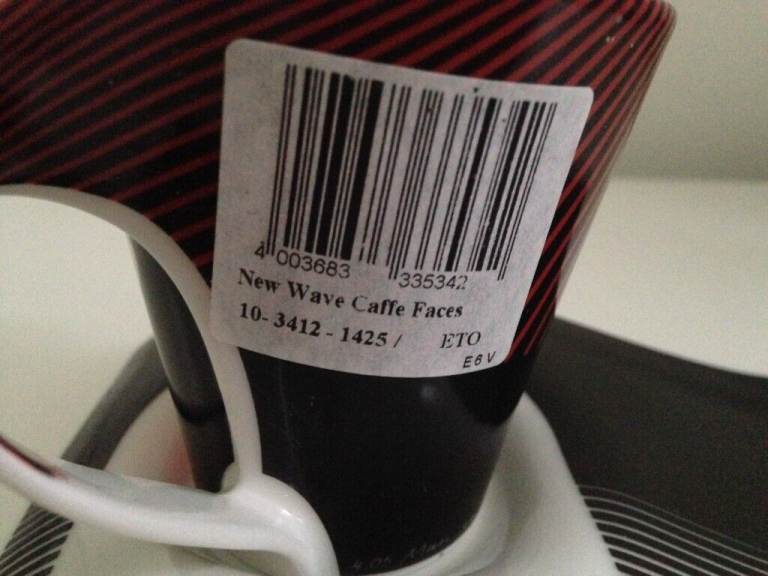 4 003683 335342
New Wave Caffe Faces
10-3412-1425 / ETO
E6V